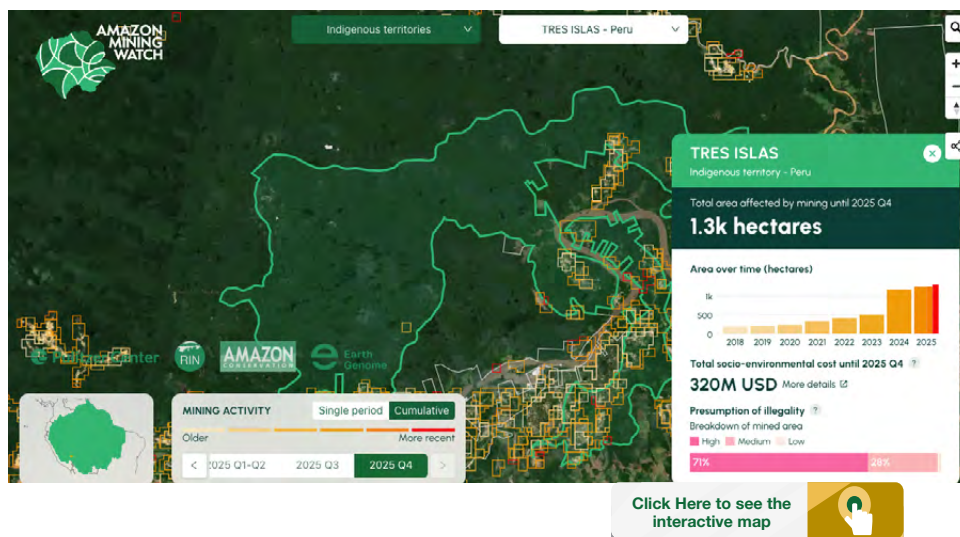 AMAZON
MINING
WATCH
Indigenous territories
TRES ISLAS - Peru
TRES ISLAS
Indigenous territory - Peru
Total area affected by mining until 2025 Q4
1.3k hectares
Area over time (hectares)
1k
500
0
2018 2019 2020 2021 2022 2023 2024 2025
Total socio-environmental cost until 2025 Q4 ?
320M USD More details
Presumption of illegality ?
Breakdown of mined area
High Medium Low
71% 28%
Pulitzer Center
RIN
AMAZON
CONSERVATION
Earth
Genome
MINING ACTIVITY Single period Cumulative
Older More recent
< 2025 Q1-Q2 2025 Q3 2025 Q4 >
Click Here to see the
interactive map